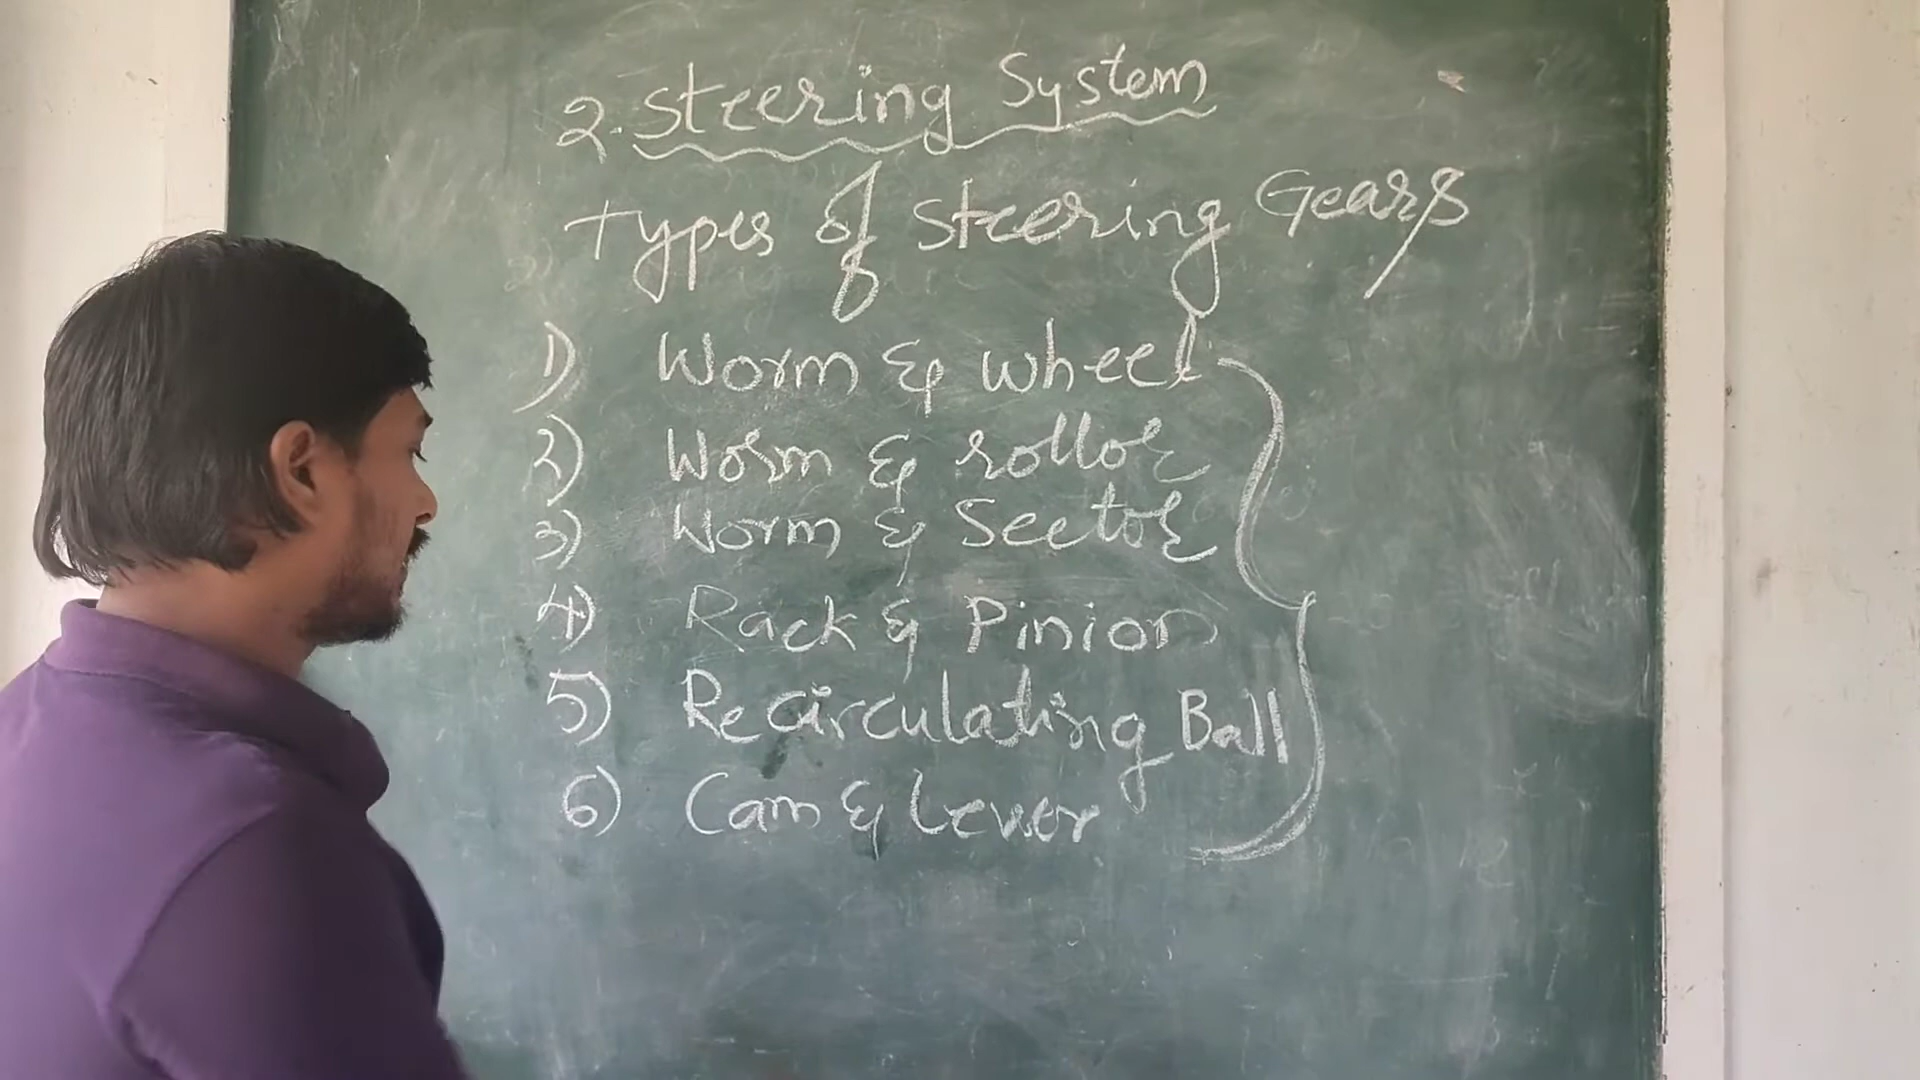 2. Steering System
Types of Steering Gears
1) Worm & wheel
2) Worm & rollor
3) Worm & Sector
4) Rack & Pinion
5) Recirculating Ball
6) Cam & Lever